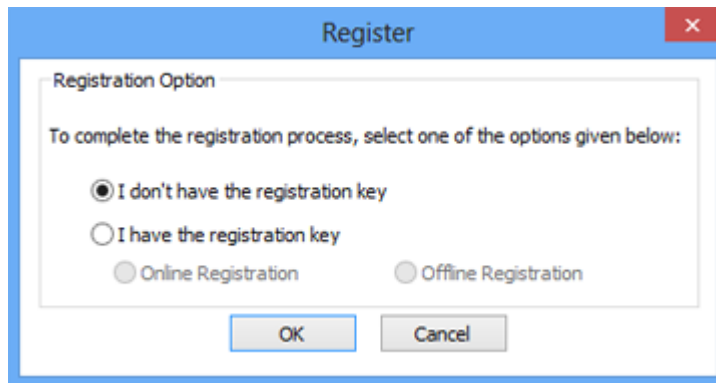 Register
Registration Option
To complete the registration process, select one of the options given below:
I don't have the registration key
I have the registration key
Online Registration Offline Registration
OK Cancel